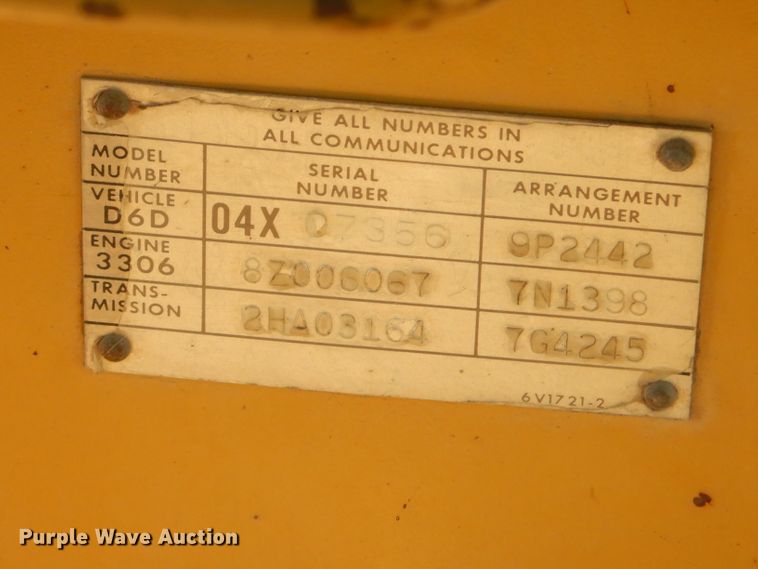 GIVE ALL NUMBERS IN
ALL COMMUNICATIONS
MODEL
NUMBER
SERIAL
NUMBER
ARRANGEMENT
NUMBER
VEHICLE
D6D
04X 07356
9P2442
ENGINE
3306
8Z006067
7N1398
TRANS-
MISSION
2HA03164
7G4245
6V1721-2
Purple Wave Auction